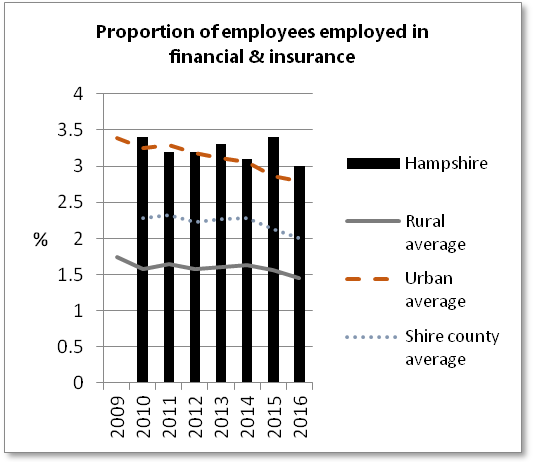 Proportion of employees employed in
financial & insurance
4
3.5
3
2.5
2
1.5
1
0.5
0
%
2009
2010
2011
2012
2013
2014
2015
2016
Hampshire
Rural
average
Urban
average
Shire county
average